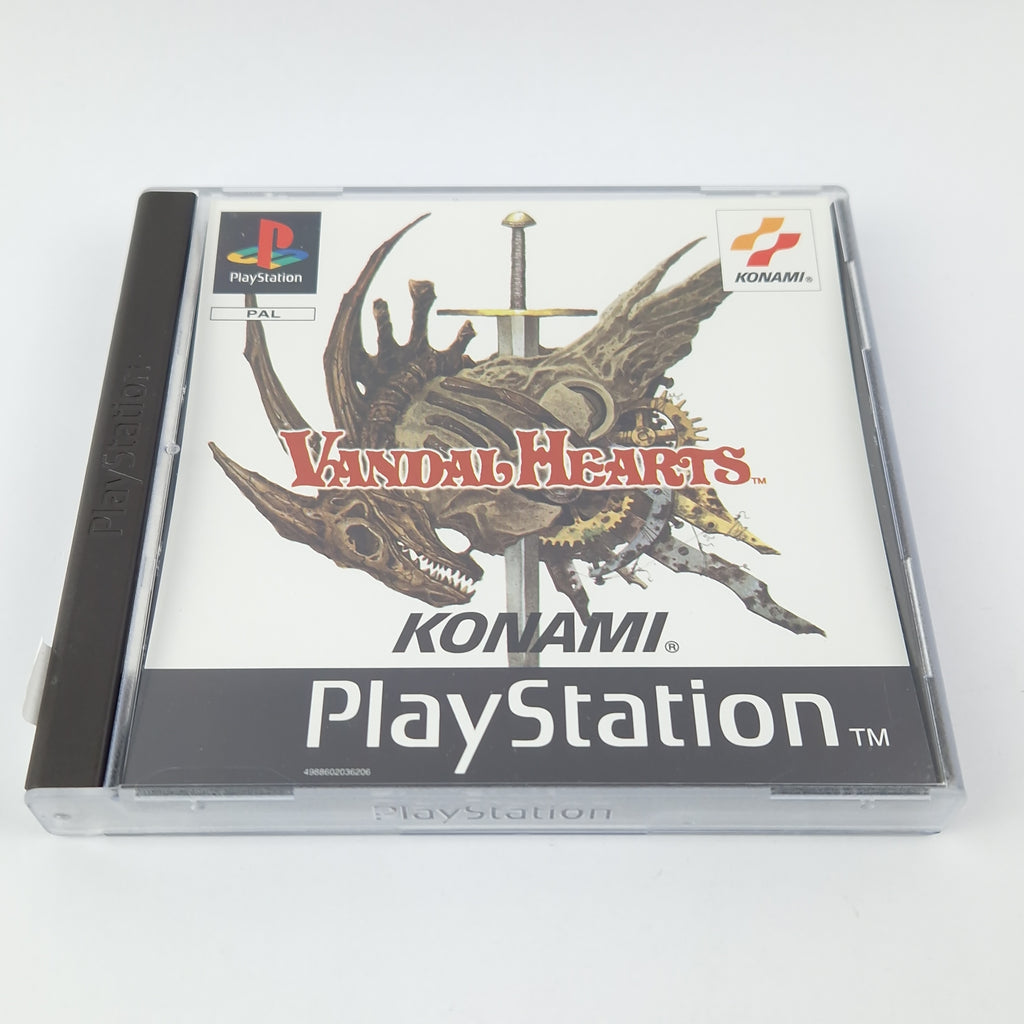 PlayStation
PAL
KONAMI®
PlayStation
VANDAL HEARTS™
KONAMI®
PlayStation™
4988602036206
PlayStation